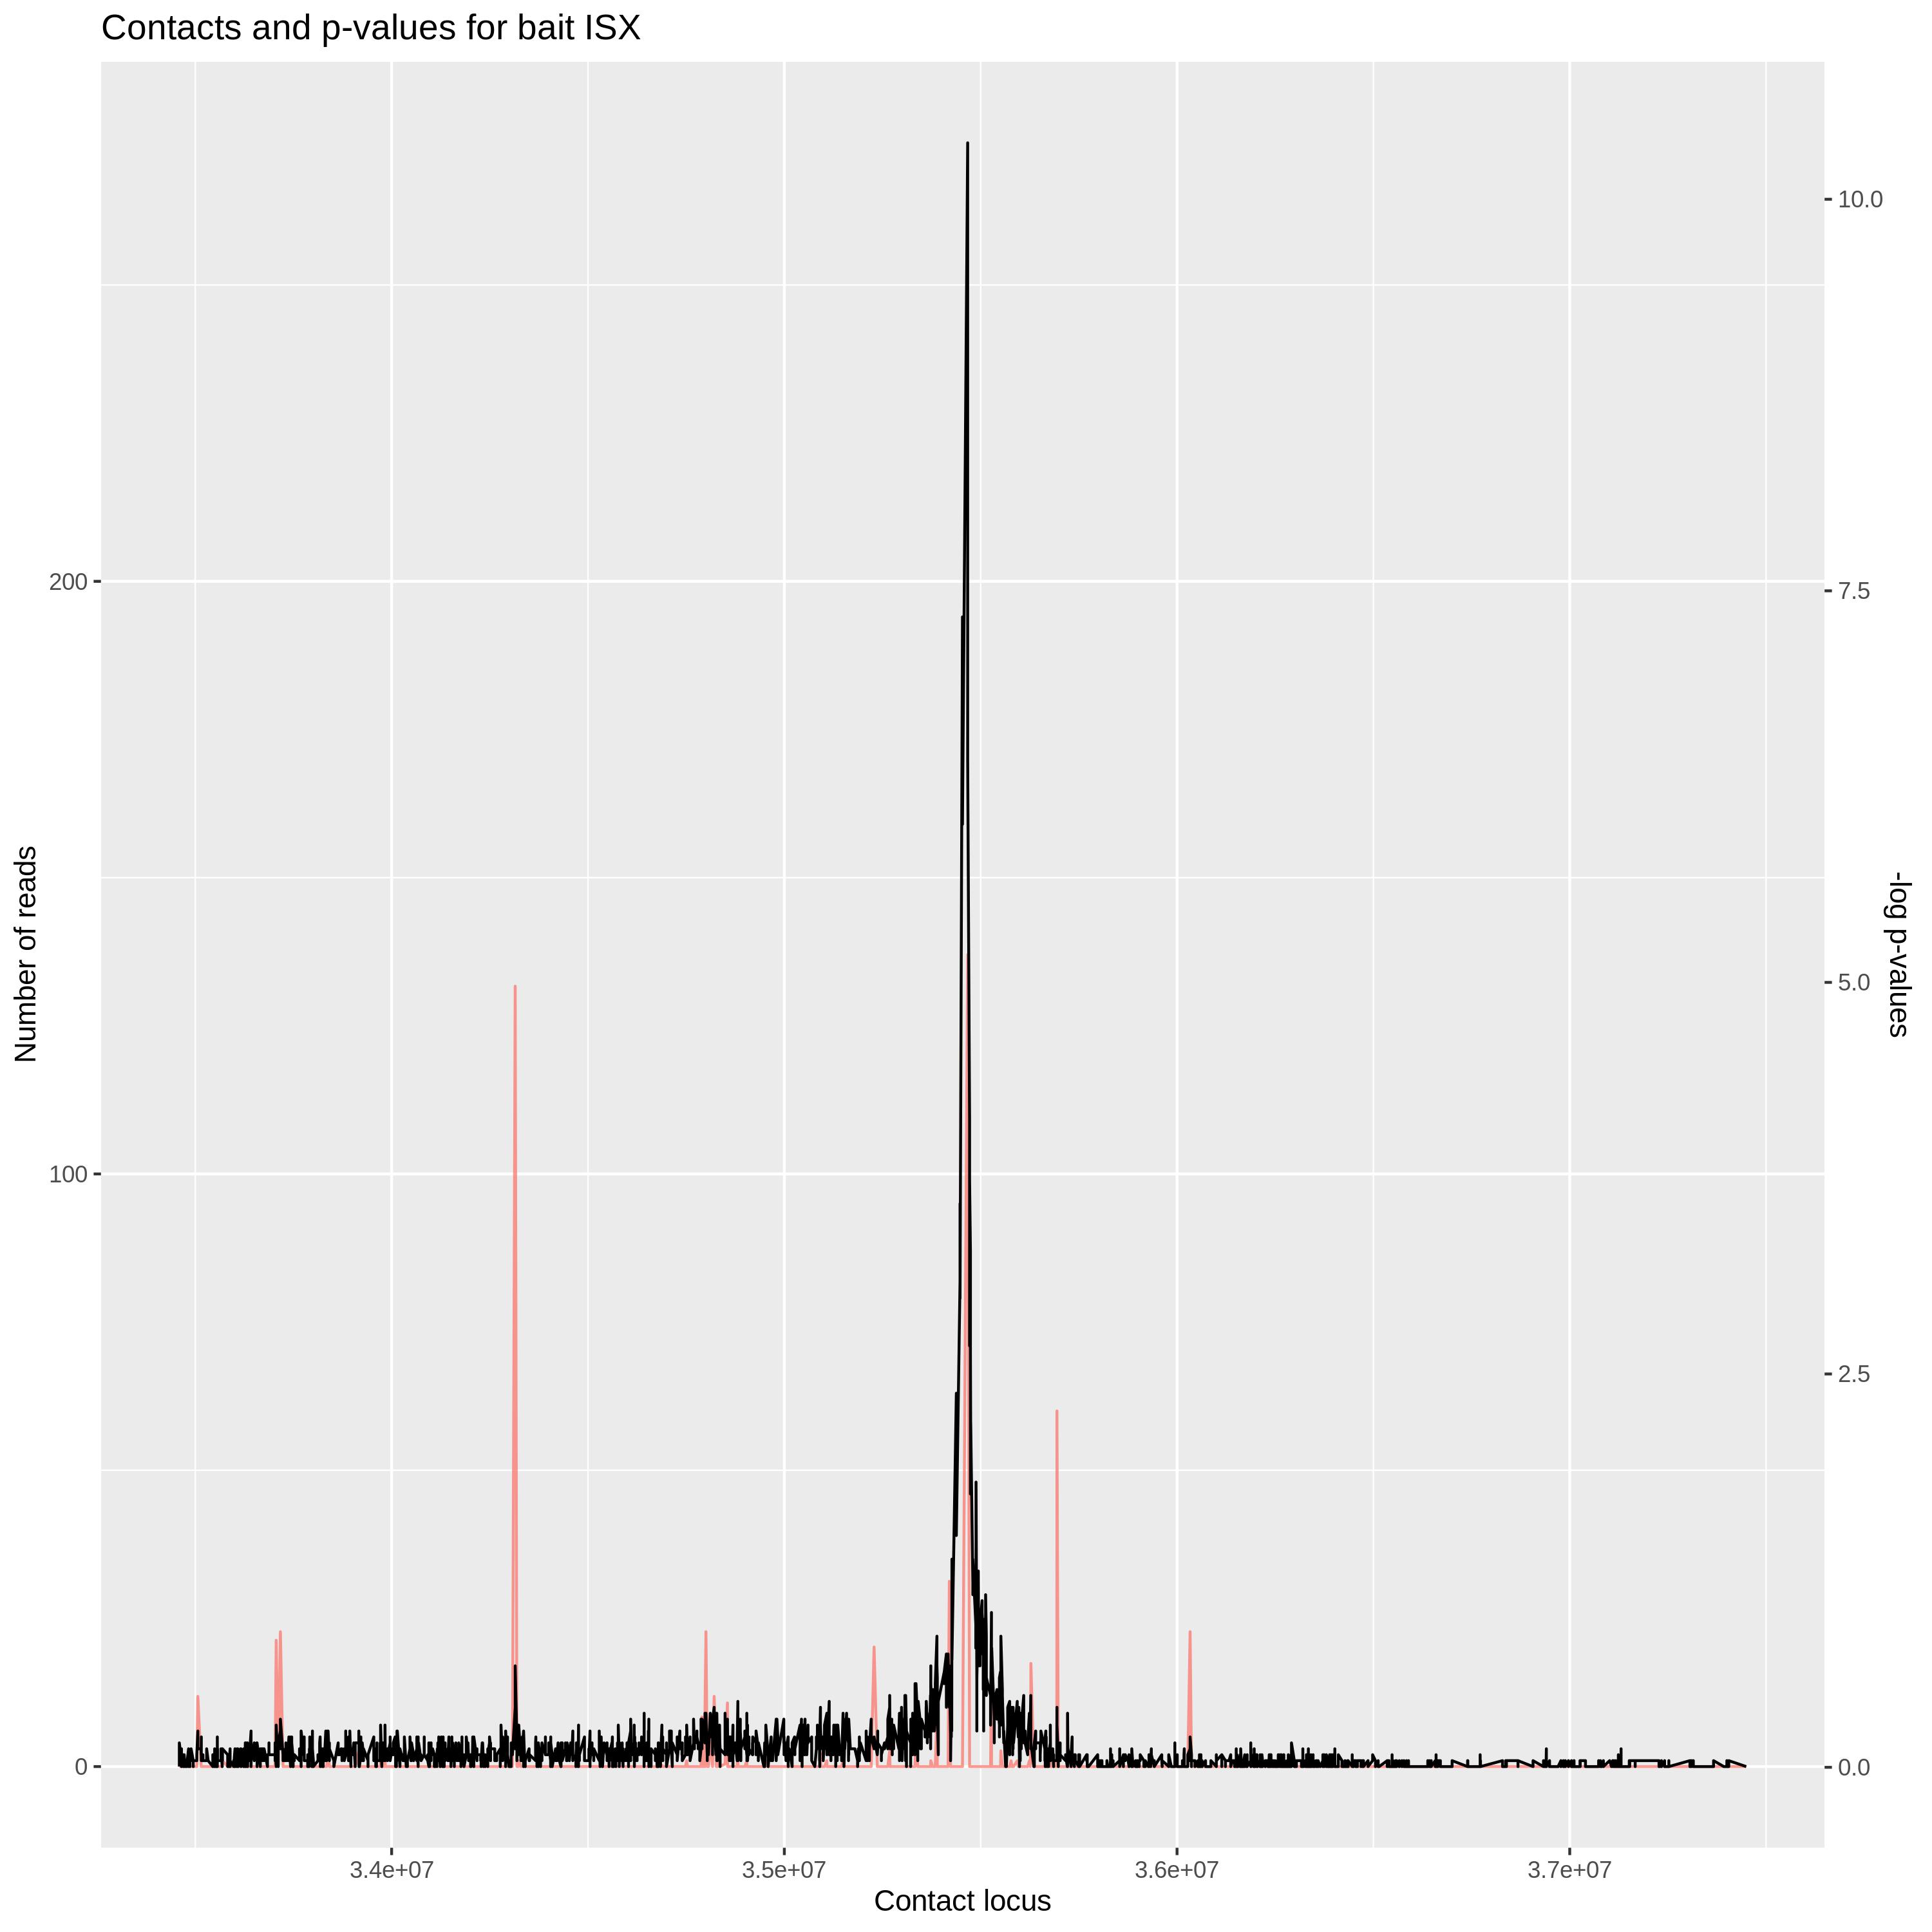 Contacts and p-values for bait ISX
Number of reads
200
100
0
10.0
7.5
5.0
2.5
0.0
-log p-values
3.4e+07
3.5e+07
3.6e+07
3.7e+07
Contact locus